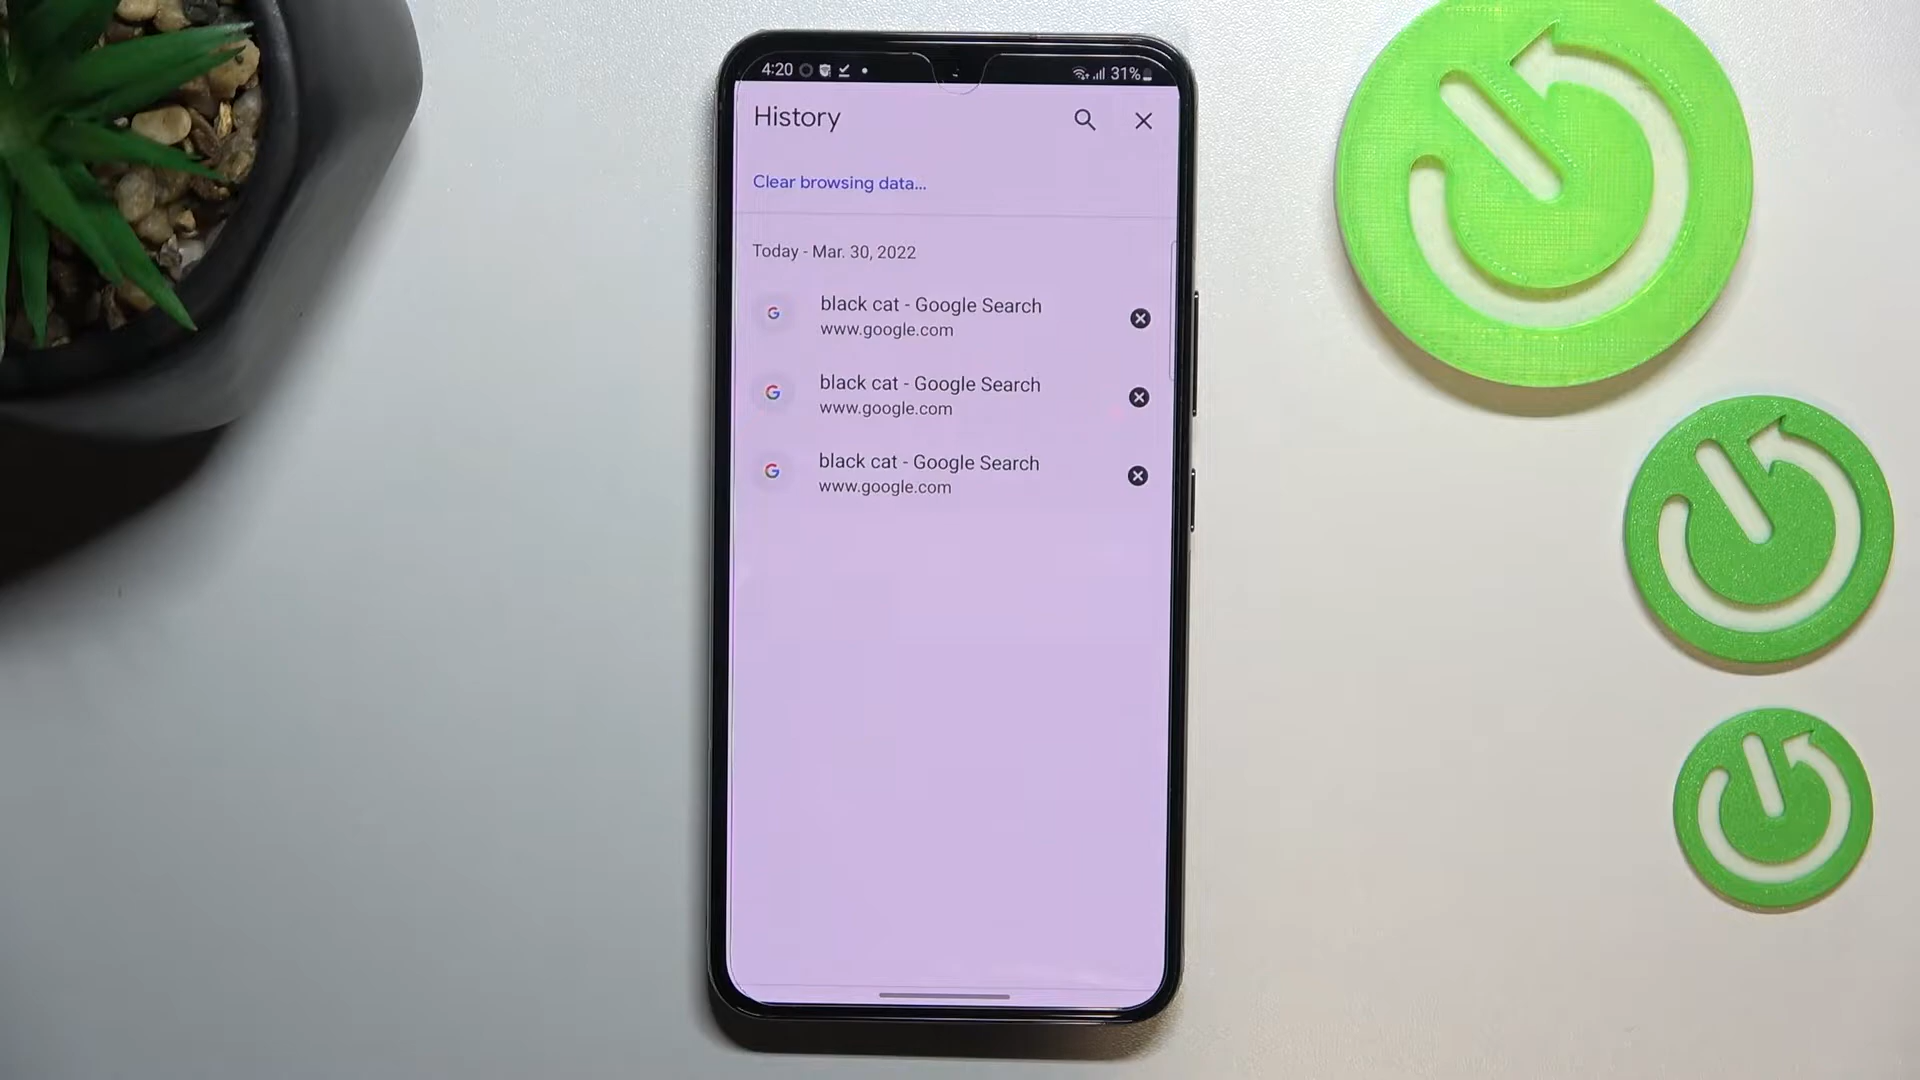 4:20
31%
History
Clear browsing data...
Today - Mar. 30, 2022
black cat - Google Search
www.google.com
black cat - Google Search
www.google.com
black cat - Google Search
www.google.com